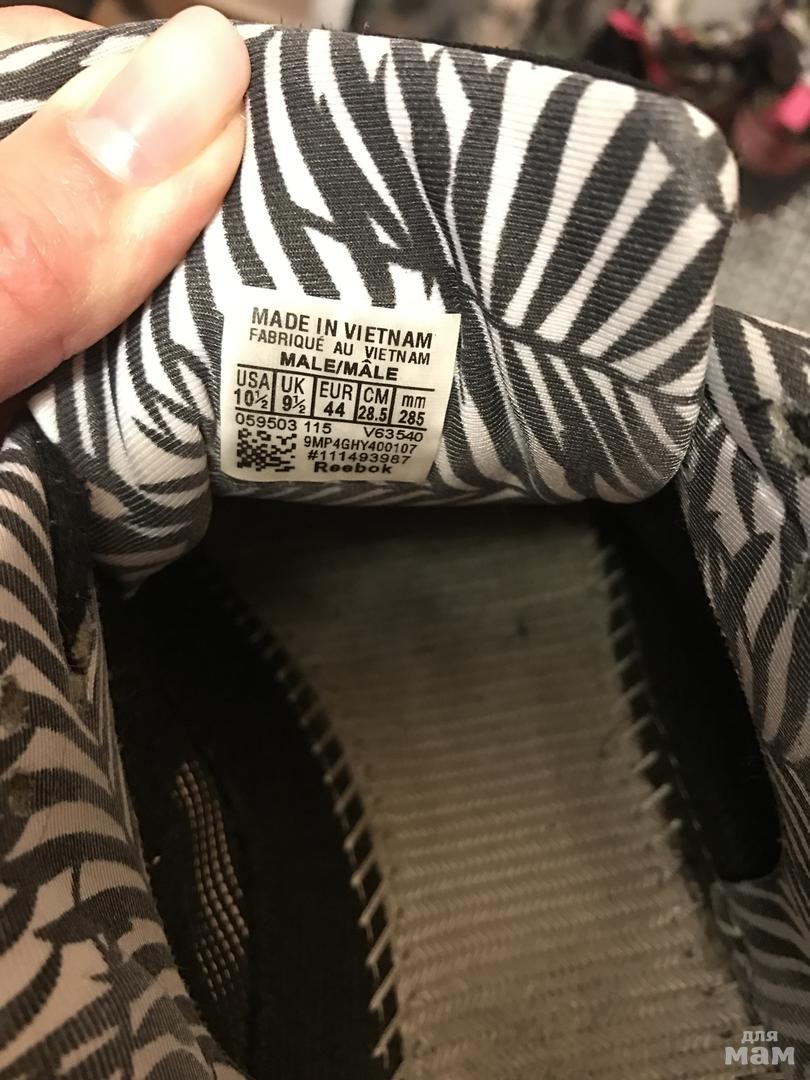 MADE IN VIETNAM
FABRIQUÉ AU VIETNAM
MALE/MÂLE
USA UK EUR CM mm
10½ 9½ 44 28.5 285
059503 115 V63540
9MP4GHY400107
#111493987
Reebok
для
мам